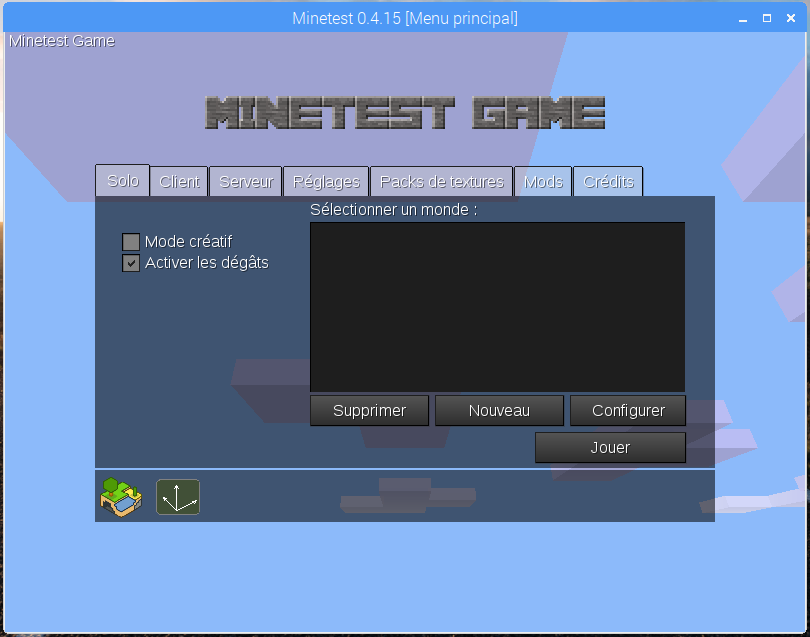 Minetest 0.4.15 [Menu principal]
Minetest Game
MINETEST GAME
Solo Client Serveur Réglages Packs de textures Mods Crédits
Sélectionner un monde :
Mode créatif
Activer les dégâts
Supprimer Nouveau Configurer
Jouer